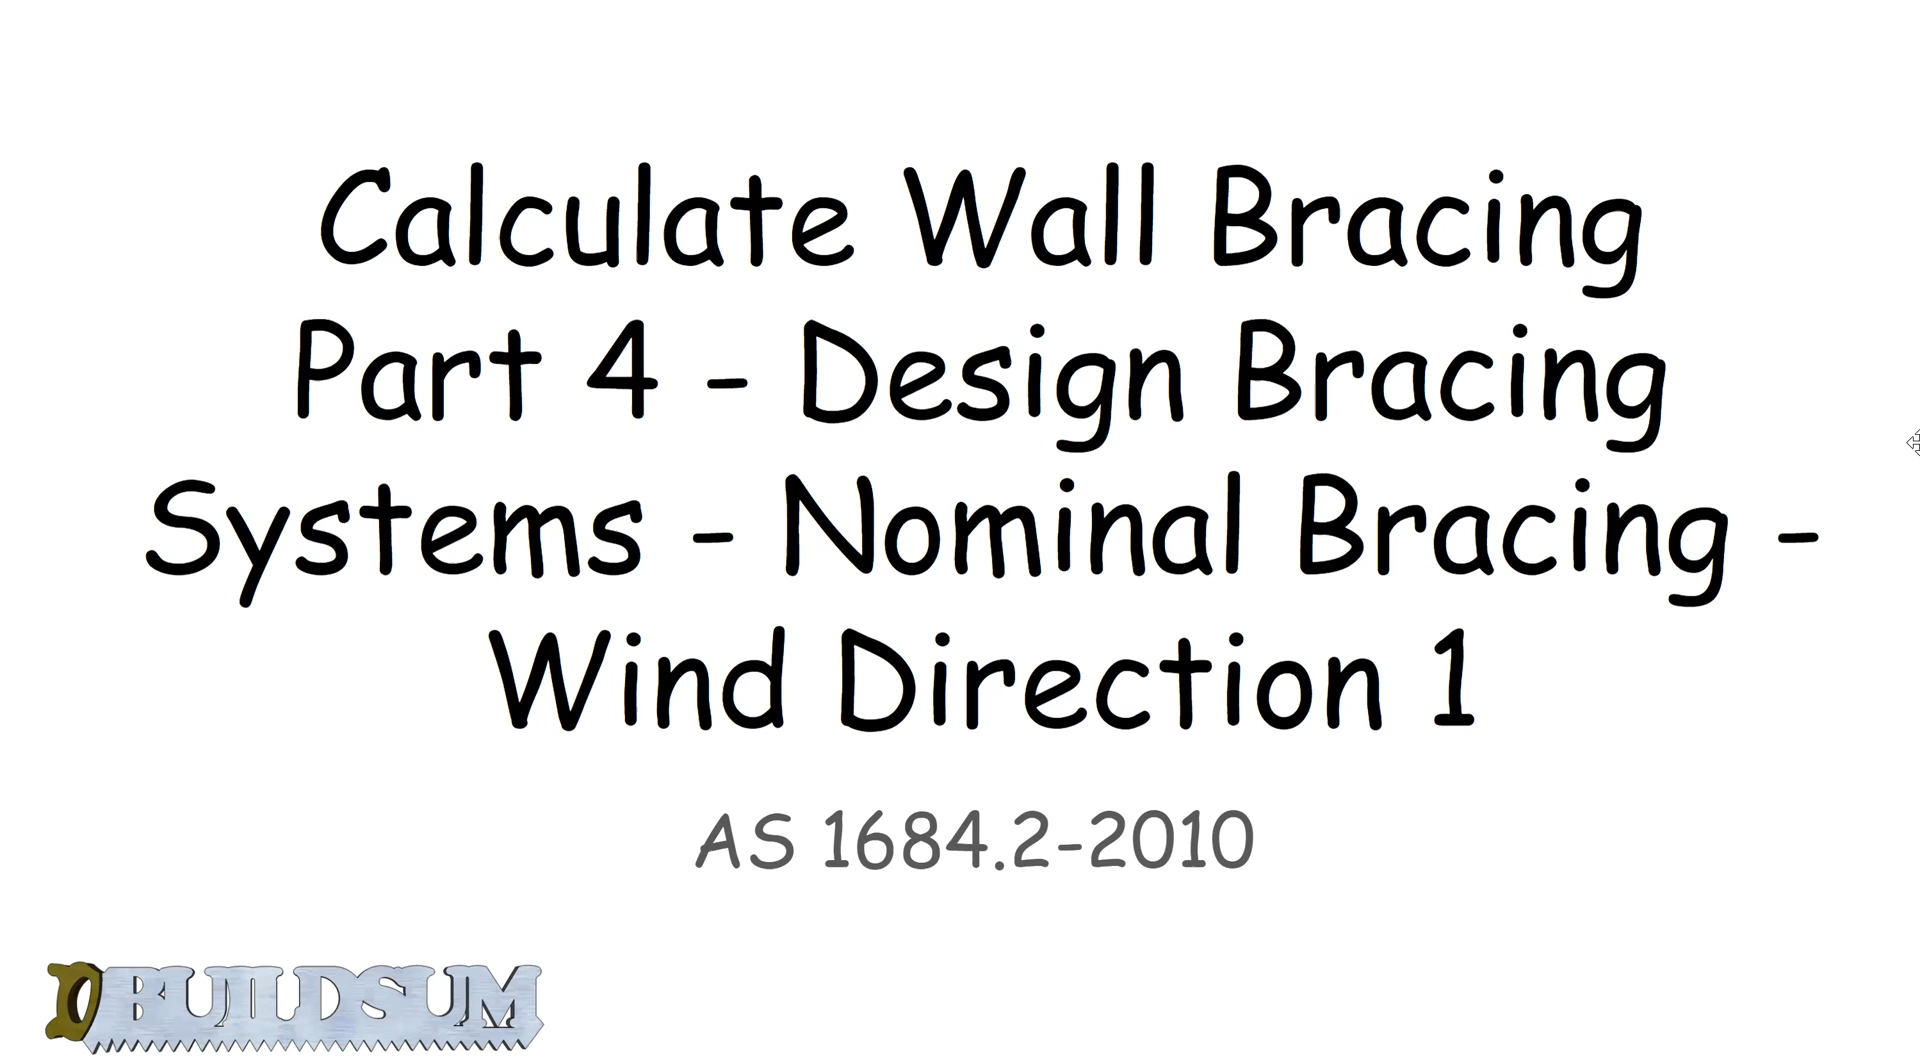 Calculate Wall Bracing
Part 4 - Design Bracing
Systems - Nominal Bracing -
Wind Direction 1
AS 1684.2-2010
BUILDSUM